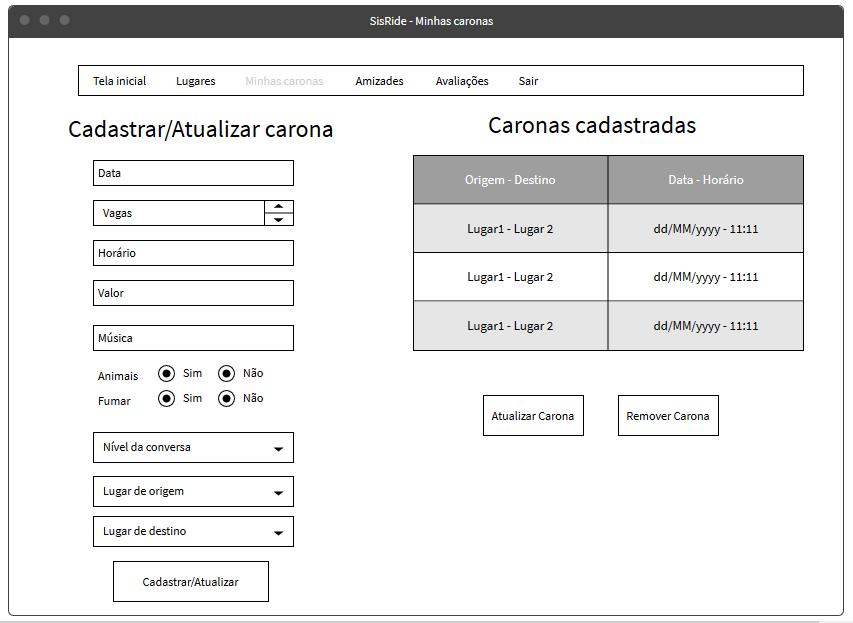 SisRide - Minhas caronas
Tela inicial Lugares Minhas caronas Amizades Avaliações Sair
Cadastrar/Atualizar carona
Data
Vagas
Horário
Valor
Música
Animais Sim Não
Fumar Sim Não
Nível da conversa
Lugar de origem
Lugar de destino
Cadastrar/Atualizar
Caronas cadastradas
Origem - Destino Data - Horário
Lugar1 - Lugar 2 dd/MM/yyyy - 11:11
Lugar1 - Lugar 2 dd/MM/yyyy - 11:11
Lugar1 - Lugar 2 dd/MM/yyyy - 11:11
Atualizar Carona Remover Carona